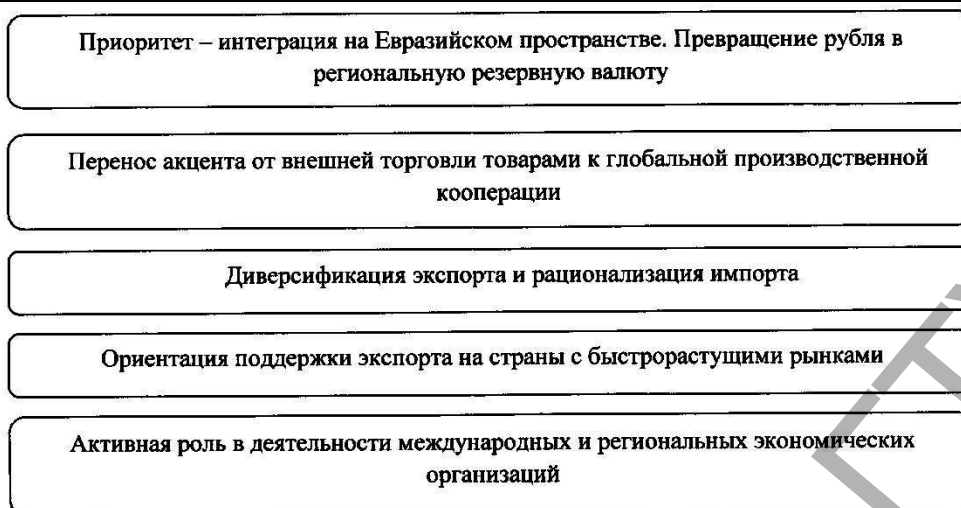 Приоритет – интеграция на Евразийском пространстве. Превращение рубля в
региональную резервную валюту
Перенос акцента от внешней торговли товарами к глобальной производственной
кооперации
Диверсификация экспорта и рационализация импорта
Ориентация поддержки экспорта на страны с быстрорастущими рынками
Активная роль в деятельности международных и региональных экономических
организаций